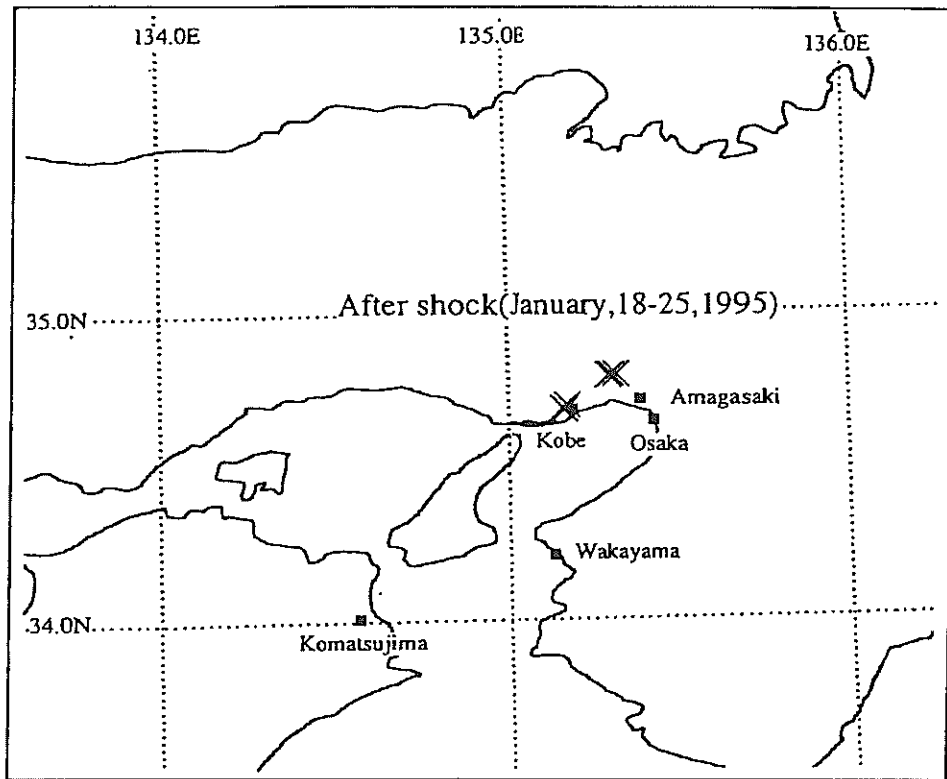 134.0E
135.0E
136.0E
After shock(January,18-25,1995)
35.0N
Amagasaki
Kobe
Osaka
Wakayama
34.0N
Komatsujima